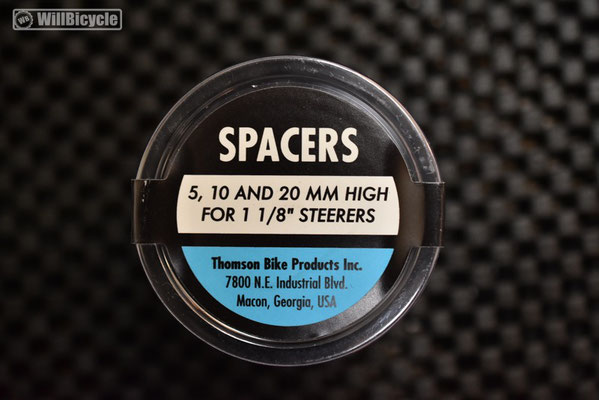 WillBicycle
SPACERS
5, 10 AND 20 MM HIGH
FOR 1 1/8" STEERERS
Thomson Bike Products Inc.
7800 N.E. Industrial Blvd.
Macon, Georgia, USA